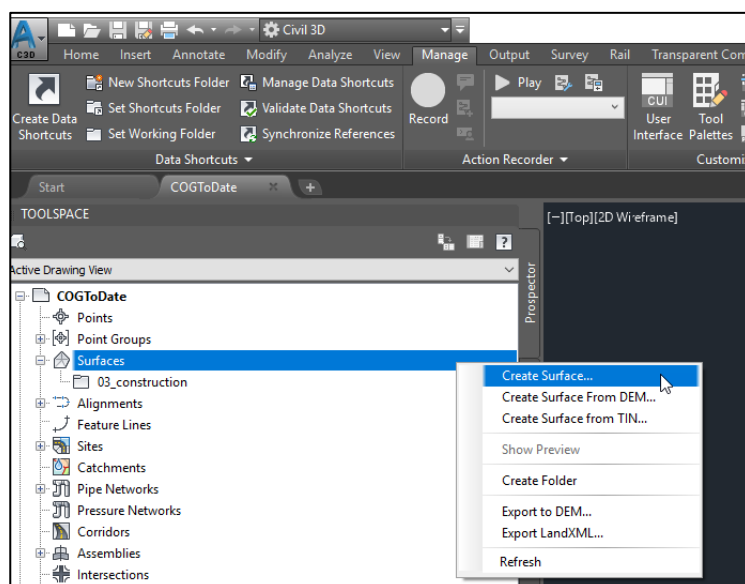 C3D
Civil 3D
Home Insert Annotate Modify Analyze View Manage Output Survey Rail Transparent Com
Create Data Shortcuts
New Shortcuts Folder
Set Shortcuts Folder
Set Working Folder
Manage Data Shortcuts
Validate Data Shortcuts
Synchronize References
Record
Play
CUI
User Interface
Tool Palettes
Data Shortcuts
Action Recorder
Customi
Start
COGToDate
TOOLSPACE
[−][Top][2D Wireframe]
Active Drawing View
Prospector
COGToDate
Points
Point Groups
Surfaces
03_construction
Alignments
Feature Lines
Sites
Catchments
Pipe Networks
Pressure Networks
Corridors
Assemblies
Intersections
Create Surface...
Create Surface From DEM...
Create Surface from TIN...
Show Preview
Create Folder
Export to DEM...
Export LandXML...
Refresh